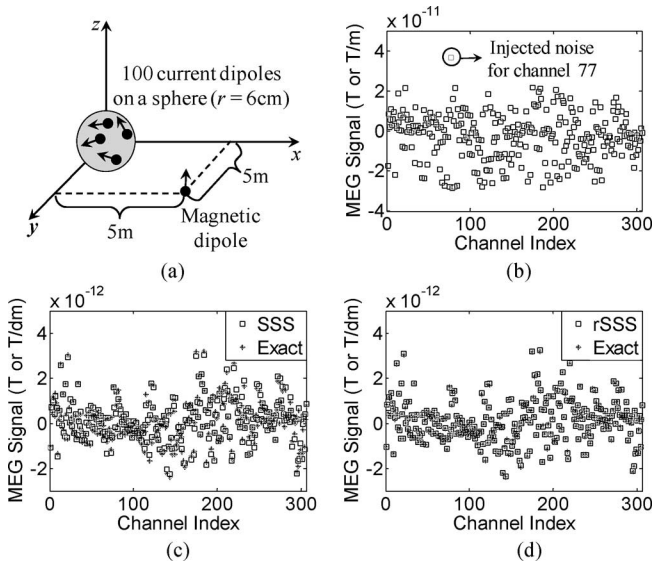 z
100 current dipoles
on a sphere (r = 6cm)
x
5m
5m
Magnetic
dipole
y
(a)
x 10⁻¹¹
MEG Signal (T or T/m)
4
2
0
-2
-4
Injected noise
for channel 77
0 100 200 300
Channel Index
(b)
x 10⁻¹²
MEG Signal (T or T/dm)
4
2
0
-2
SSS
Exact
0 100 200 300
Channel Index
(c)
x 10⁻¹²
MEG Signal (T or T/dm)
4
2
0
-2
rSSS
Exact
0 100 200 300
Channel Index
(d)